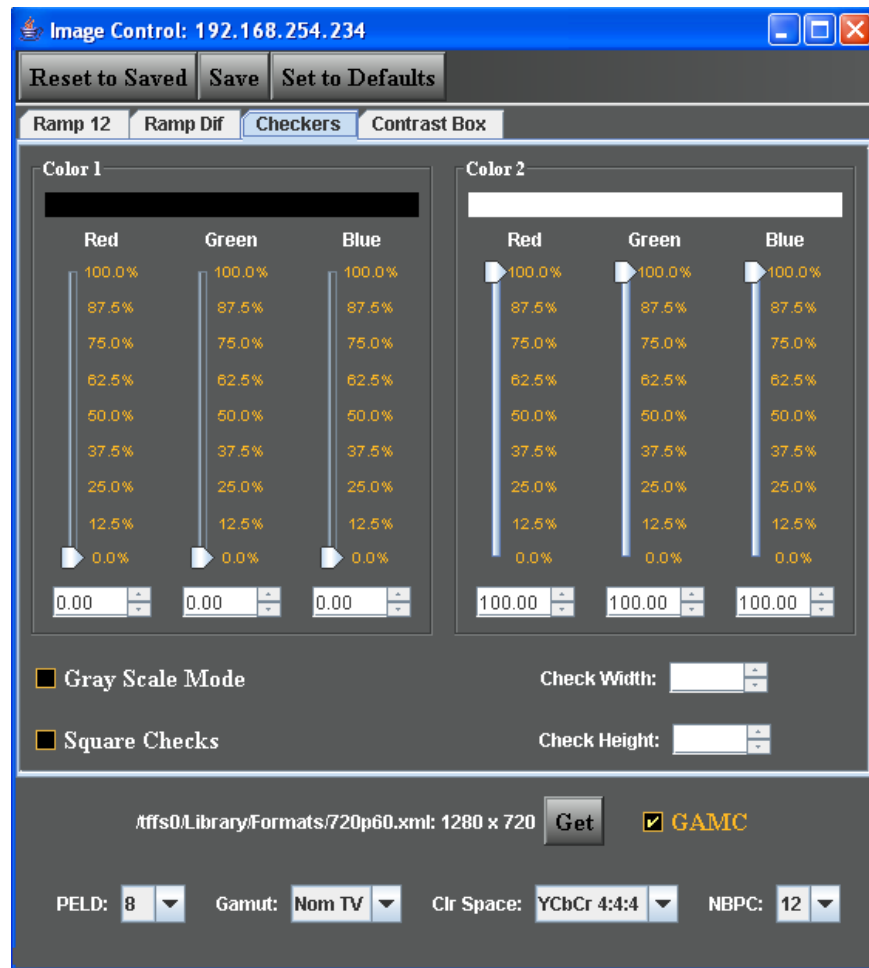 Image Control: 192.168.254.234
Reset to Saved Save Set to Defaults
Ramp 12 Ramp Dif Checkers Contrast Box
Color 1 Color 2
Red Green Blue Red Green Blue
100.0% 100.0% 100.0% 100.0% 100.0% 100.0%
87.5% 87.5% 87.5% 87.5% 87.5% 87.5%
75.0% 75.0% 75.0% 75.0% 75.0% 75.0%
62.5% 62.5% 62.5% 62.5% 62.5% 62.5%
50.0% 50.0% 50.0% 50.0% 50.0% 50.0%
37.5% 37.5% 37.5% 37.5% 37.5% 37.5%
25.0% 25.0% 25.0% 25.0% 25.0% 25.0%
12.5% 12.5% 12.5% 12.5% 12.5% 12.5%
0.0% 0.0% 0.0% 0.0% 0.0% 0.0%
0.00 0.00 0.00 100.00 100.00 100.00
Gray Scale Mode Check Width:
Square Checks Check Height:
/tffs0/Library/Formats/720p60.xml: 1280 x 720 Get GAMC
PELD: 8 Gamut: Nom TV Clr Space: YCbCr 4:4:4 NBPC: 12